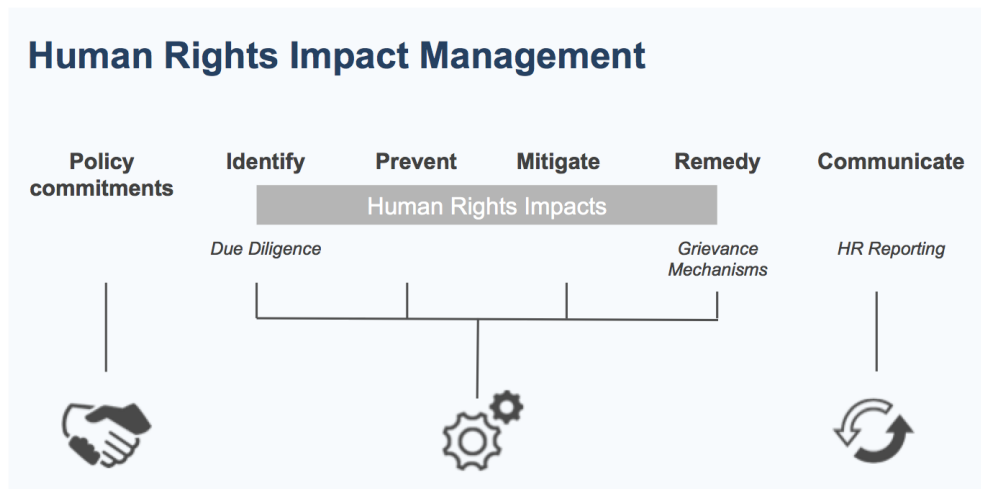 Human Rights Impact Management
Policy
commitments
Identify
Prevent
Mitigate
Remedy
Communicate
Human Rights Impacts
Due Diligence
Grievance
Mechanisms
HR Reporting